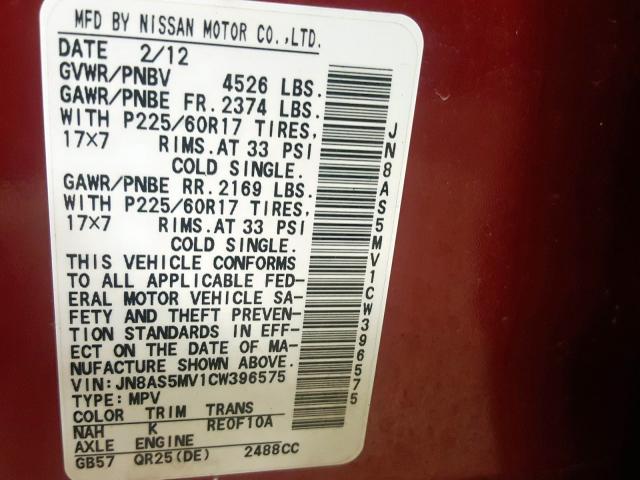 MFD BY NISSAN MOTOR CO.,LTD.
DATE 2/12
GVWR/PNBV 4526 LBS.
GAWR/PNBE FR. 2374 LBS.
WITH P225/60R17 TIRES,
17X7 RIMS.AT 33 PSI
COLD SINGLE.
GAWR/PNBE RR. 2169 LBS.
WITH P225/60R17 TIRES,
17X7 RIMS.AT 33 PSI
COLD SINGLE.
THIS VEHICLE CONFORMS
TO ALL APPLICABLE FED-
ERAL MOTOR VEHICLE SA-
FETY AND THEFT PREVEN-
TION STANDARDS IN EFF-
ECT ON THE DATE OF MA-
NUFACTURE SHOWN ABOVE.
VIN:JN8AS5MV1CW396575
TYPE: MPV
COLOR TRIM TRANS
NAH K RE0F10A
AXLE ENGINE
GB57 QR25(DE) 2488CC
JN8AS5MV1CW396575